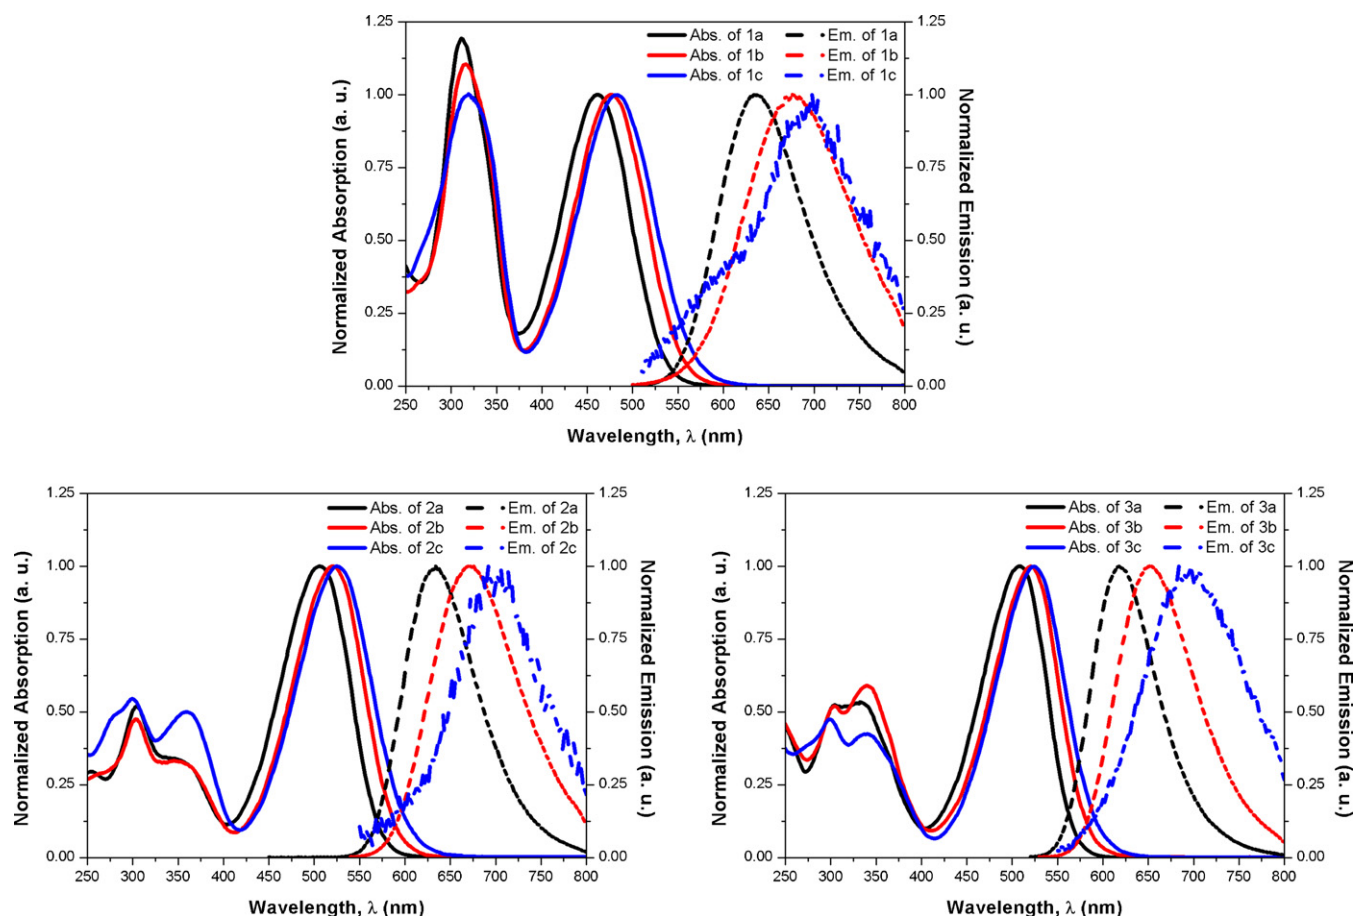 1.25
1.00
0.75
0.50
0.25
0.00
Normalized Absorption (a. u.)
Abs. of 1a Em. of 1a
Abs. of 1b Em. of 1b
Abs. of 1c Em. of 1c
1.25
1.00
0.75
0.50
0.25
0.00
Normalized Emission (a. u.)
250 300 350 400 450 500 550 600 650 700 750 800
Wavelength, λ (nm)
1.25
1.00
0.75
0.50
0.25
0.00
Normalized Absorption (a. u.)
Abs. of 2a Em. of 2a
Abs. of 2b Em. of 2b
Abs. of 2c Em. of 2c
1.25
1.00
0.75
0.50
0.25
0.00
Normalized Emission (a. u.)
250 300 350 400 450 500 550 600 650 700 750 800
Wavelength, λ (nm)
1.25
1.00
0.75
0.50
0.25
0.00
Normalized Absorption (a. u.)
Abs. of 3a Em. of 3a
Abs. of 3b Em. of 3b
Abs. of 3c Em. of 3c
1.25
1.00
0.75
0.50
0.25
0.00
Normalized Emission (a. u.)
250 300 350 400 450 500 550 600 650 700 750 800
Wavelength, λ (nm)